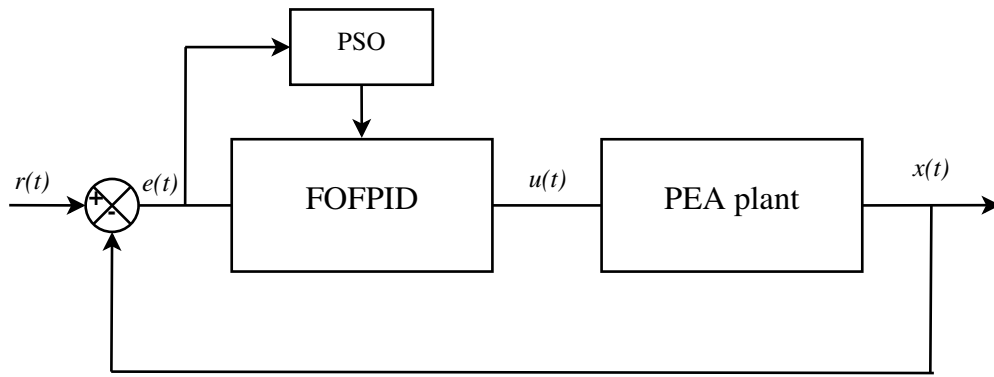 PSO
r(t)
+
-
e(t)
FOFPID
u(t)
PEA plant
x(t)